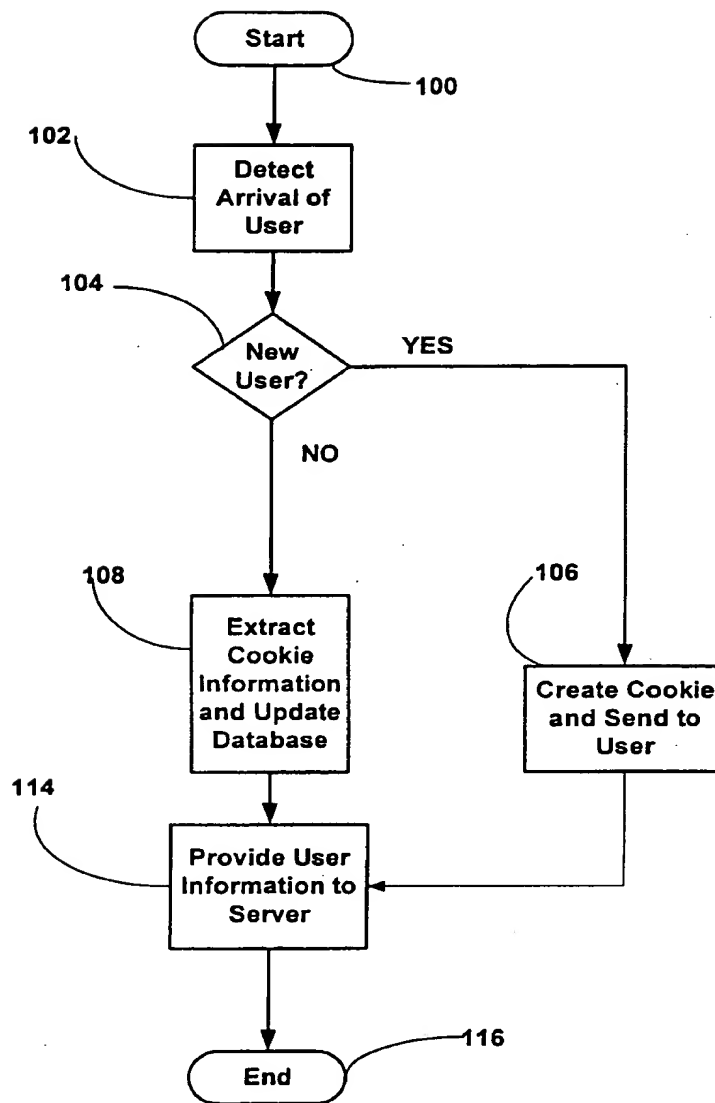 Start
100
102
Detect
Arrival of
User
104
New
User?
YES
NO
108
Extract
Cookie
Information
and Update
Database
106
Create Cookie
and Send to
User
114
Provide User
Information to
Server
End
116